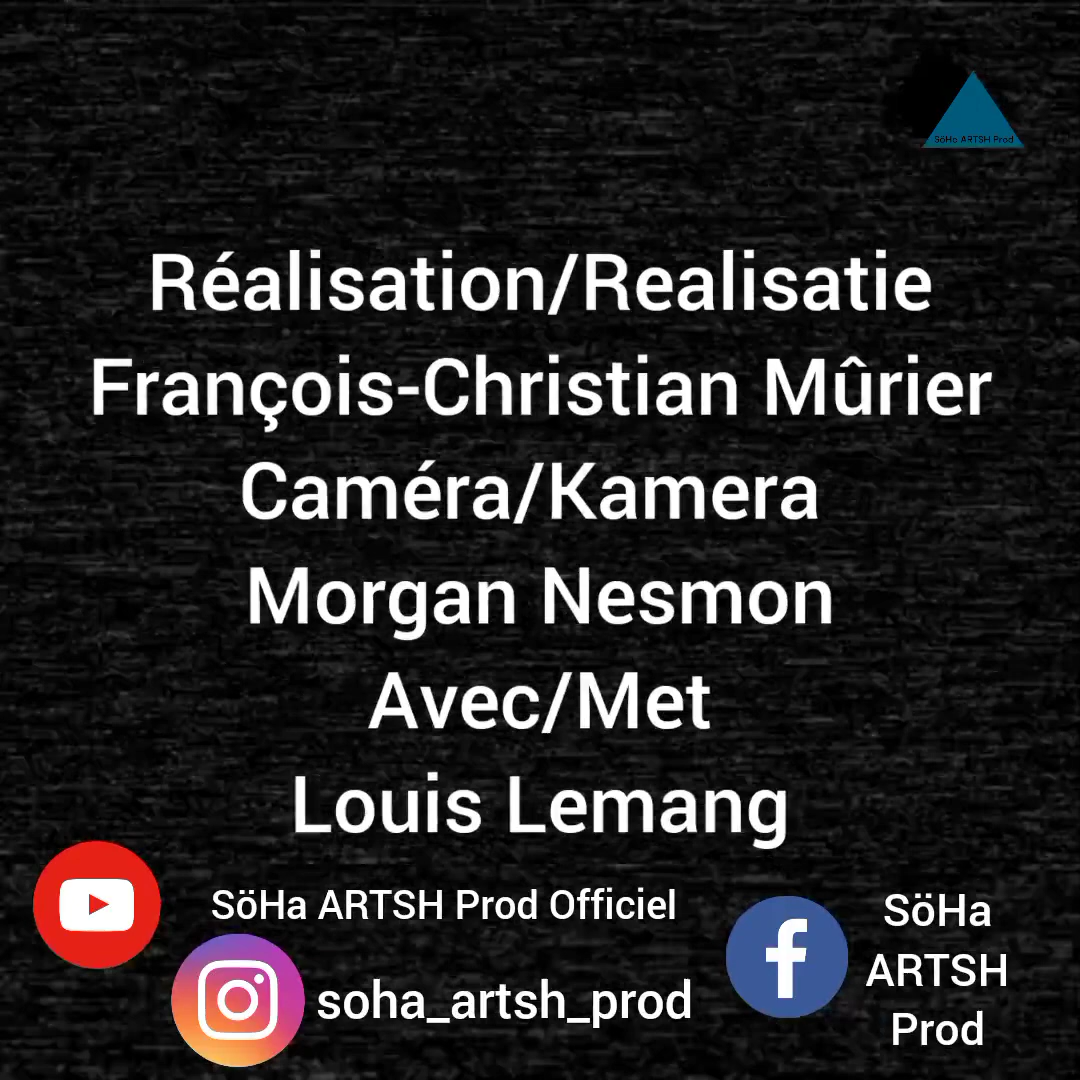 SöHa ARTSH Prod
Réalisation/Realisatie
François-Christian Mûrier
Caméra/Kamera
Morgan Nesmon
Avec/Met
Louis Lemang
SöHa ARTSH Prod Officiel
soha_artsh_prod
SöHa
ARTSH
Prod